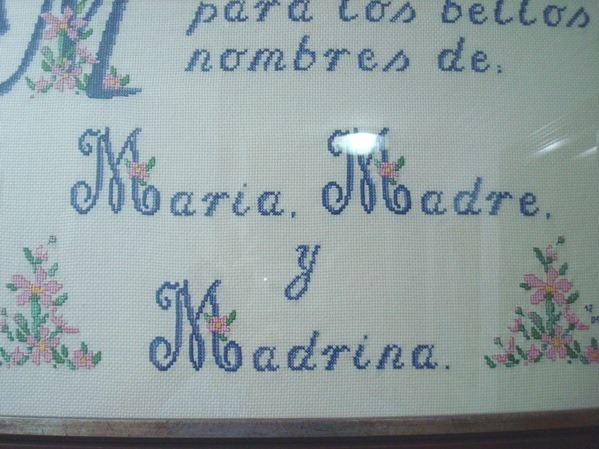 M para los bellos
nombres de:
Maria, Madre,
y
Madrina.